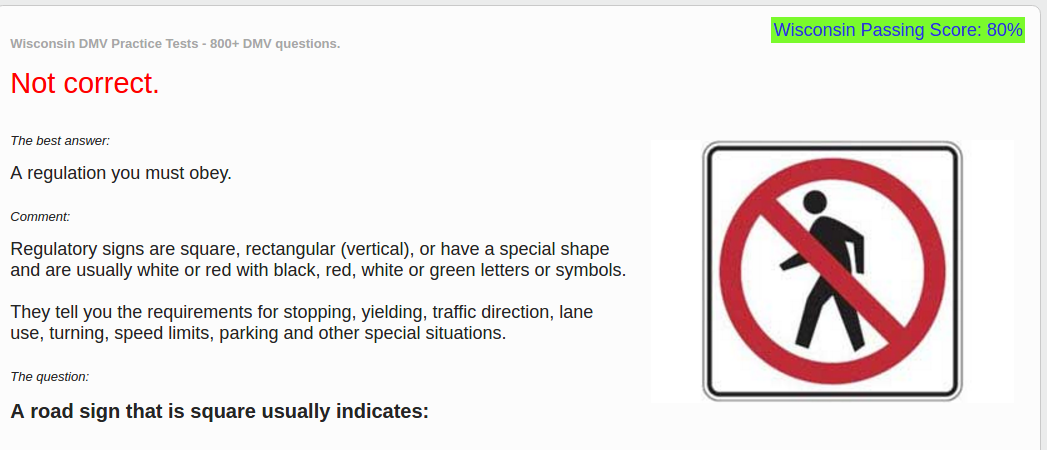 Wisconsin Passing Score: 80%
Wisconsin DMV Practice Tests - 800+ DMV questions.
Not correct.
The best answer:
A regulation you must obey.
Comment:
Regulatory signs are square, rectangular (vertical), or have a special shape
and are usually white or red with black, red, white or green letters or symbols.
They tell you the requirements for stopping, yielding, traffic direction, lane
use, turning, speed limits, parking and other special situations.
The question:
A road sign that is square usually indicates: